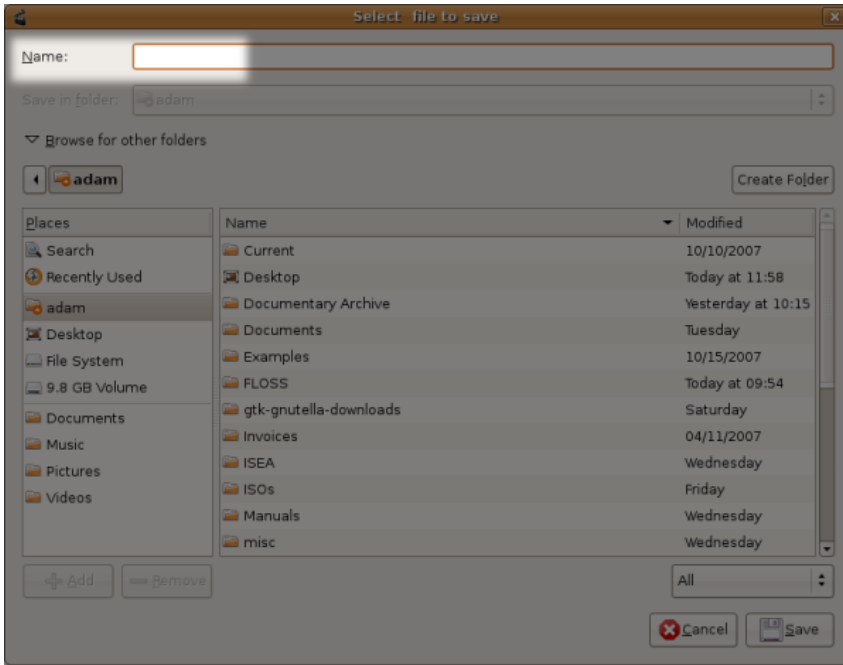 Select file to save
Name:
Save in folder: adam
Browse for other folders
adam
Create Folder
Places
Search
Recently Used
adam
Desktop
File System
9.8 GB Volume
Documents
Music
Pictures
Videos
Name Modified
Current 10/10/2007
Desktop Today at 11:58
Documentary Archive Yesterday at 10:15
Documents Tuesday
Examples 10/15/2007
FLOSS Today at 09:54
gtk-gnutella-downloads Saturday
Invoices 04/11/2007
ISEA Wednesday
ISOs Friday
Manuals Wednesday
misc Wednesday
Add Remove
All
Cancel Save